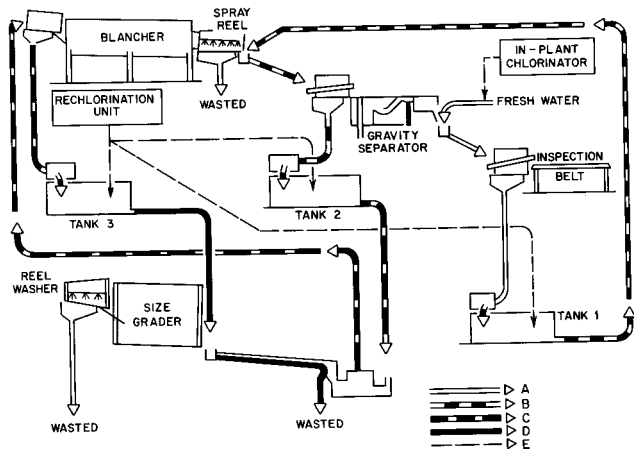 BLANCHER
SPRAY
REEL
WASTED
IN-PLANT
CHLORINATOR
RECHLORINATION
UNIT
FRESH WATER
GRAVITY
SEPARATOR
INSPECTION
BELT
TANK 3
TANK 2
TANK 1
REEL
WASHER
SIZE
GRADER
WASTED
WASTED
A
B
C
D
E